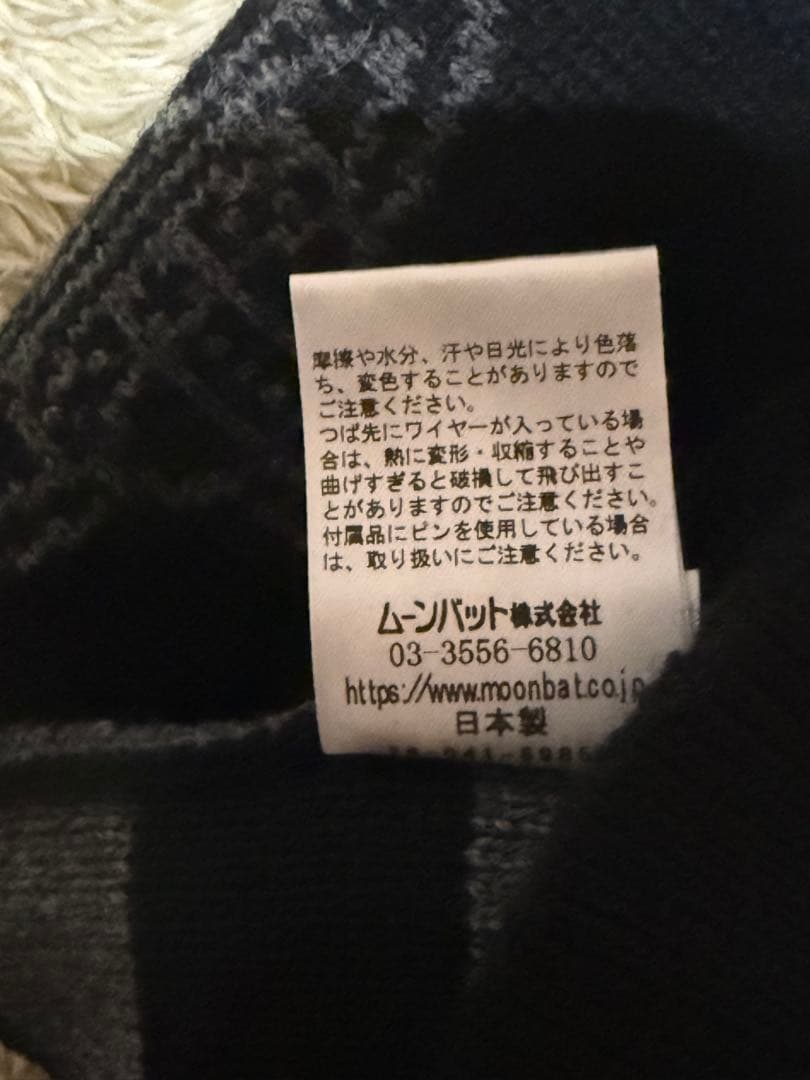 摩擦や水分、汗や日光により色落
ち、変色することがありますので
ご注意ください。
つば先にワイヤーが入っている場
合は、熱に変形・収縮することや
曲げすぎると破損して飛び出すこ
とがありますのでご注意ください。
付属品にピンを使用している場合
は、取り扱いにご注意ください。
ムーンバット株式会社
03-3556-6810
https://www.moonbat.co.jp
日本製